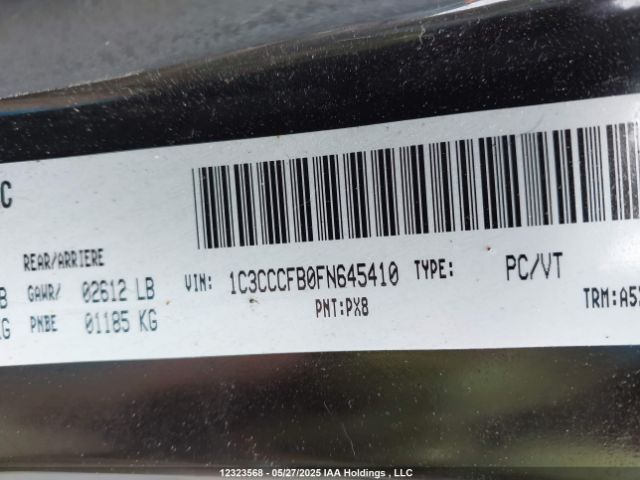 C
REAR/ARRIERE
B GAWR/ 02612 LB VIN: 1C3CCCFB0FN645410 TYPE: PC/VT
KG PNBE 01185 KG PNT:PX8 TRM:A5
12323568 - 05/27/2025 IAA Holdings , LLC